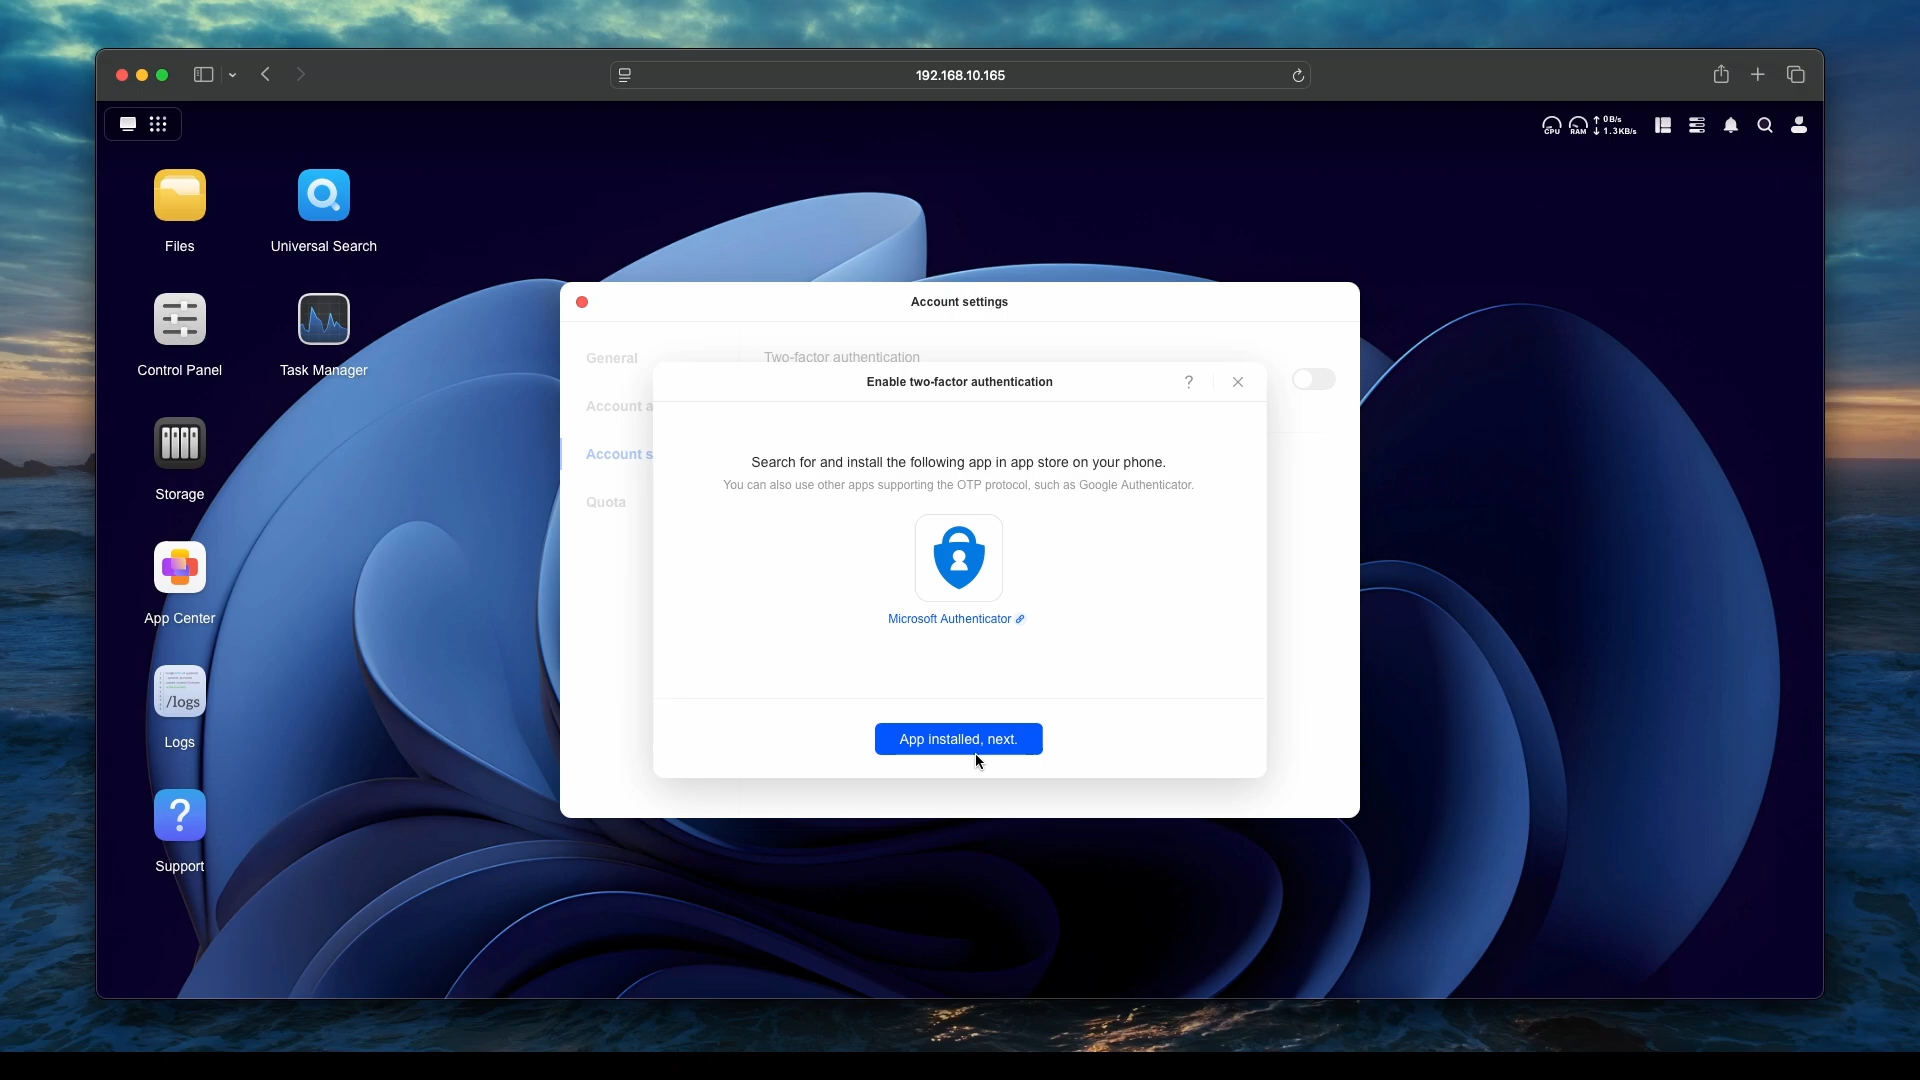 192.168.10.165
CPU
RAM
0B/s
1.3KB/s
Files
Universal Search
Control Panel
Task Manager
Storage
App Center
/logs
Logs
?
Support
Account settings
General
Two-factor authentication
Account a
Account s
Quota
Enable two-factor authentication
?
Search for and install the following app in app store on your phone.
You can also use other apps supporting the OTP protocol, such as Google Authenticator.
Microsoft Authenticator
App installed, next.